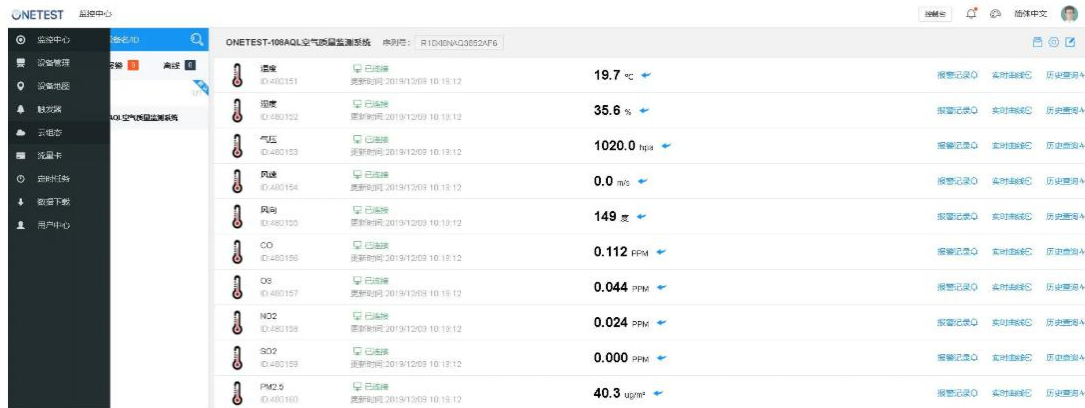 ONETEST 监控中心 控制台 简体中文
监控中心
设备管理
设备地图
触发器
云组态
流量卡
定时任务
数据下载
用户中心
设备名/ID
报警 离线
AQL空气质量监测系统
ONETEST-108AQL空气质量监测系统 序列号:
温度 已连接 19.7 ℃ 报警记录 实时曲线 历史查询
ID:480151 更新时间:2019/12/09 10:19:12
湿度 已连接 35.6 % 报警记录 实时曲线 历史查询
ID:480152 更新时间:2019/12/09 10:19:12
气压 已连接 1020.0 hpa 报警记录 实时曲线 历史查询
ID:480153 更新时间:2019/12/09 10:19:12
风速 已连接 0.0 m/s 报警记录 实时曲线 历史查询
ID:480154 更新时间:2019/12/09 10:19:12
风向 已连接 149 度 报警记录 实时曲线 历史查询
ID:480155 更新时间:2019/12/09 10:19:12
CO 已连接 0.112 PPM 报警记录 实时曲线 历史查询
ID:480156 更新时间:2019/12/09 10:19:12
O3 已连接 0.044 PPM 报警记录 实时曲线 历史查询
ID:480157 更新时间:2019/12/09 10:19:12
NO2 已连接 0.024 PPM 报警记录 实时曲线 历史查询
ID:480158 更新时间:2019/12/09 10:19:12
SO2 已连接 0.000 PPM 报警记录 实时曲线 历史查询
ID:480159 更新时间:2019/12/09 10:19:12
PM2.5 已连接 40.3 ug/m³ 报警记录 实时曲线 历史查询
ID:480160 更新时间:2019/12/09 10:19:12